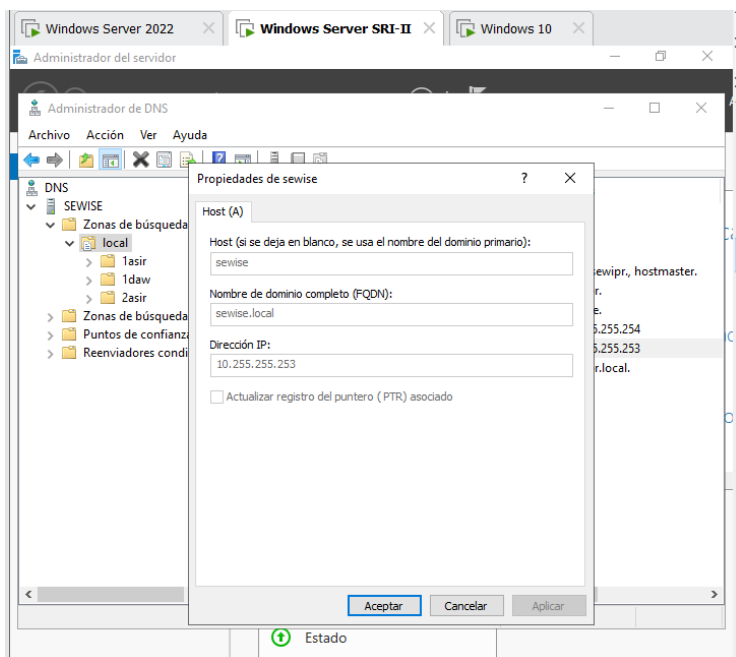 Windows Server 2022
Windows Server SRI-II
Windows 10
Administrador del servidor
Administrador de DNS
Archivo Acción Ver Ayuda
DNS
SEWISE
Zonas de búsqueda
local
1asir
1daw
2asir
Zonas de búsqueda
Puntos de confianza
Reenviadores condi
Propiedades de sewise
Host (A)
Host (si se deja en blanco, se usa el nombre del dominio primario):
sewise
Nombre de dominio completo (FQDN):
sewise.local
Dirección IP:
10.255.255.253
Actualizar registro del puntero (PTR) asociado
Aceptar Cancelar Aplicar
sewipr., hostmaster.
r.
e.
5.255.254
5.255.253
r.local.
Estado